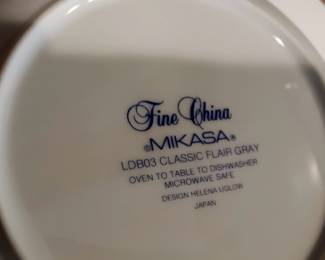 Fine China
®MIKASA®
LDB03 CLASSIC FLAIR GRAY
OVEN TO TABLE TO DISHWASHER
MICROWAVE SAFE
DESIGN HELENA UGLOW
JAPAN